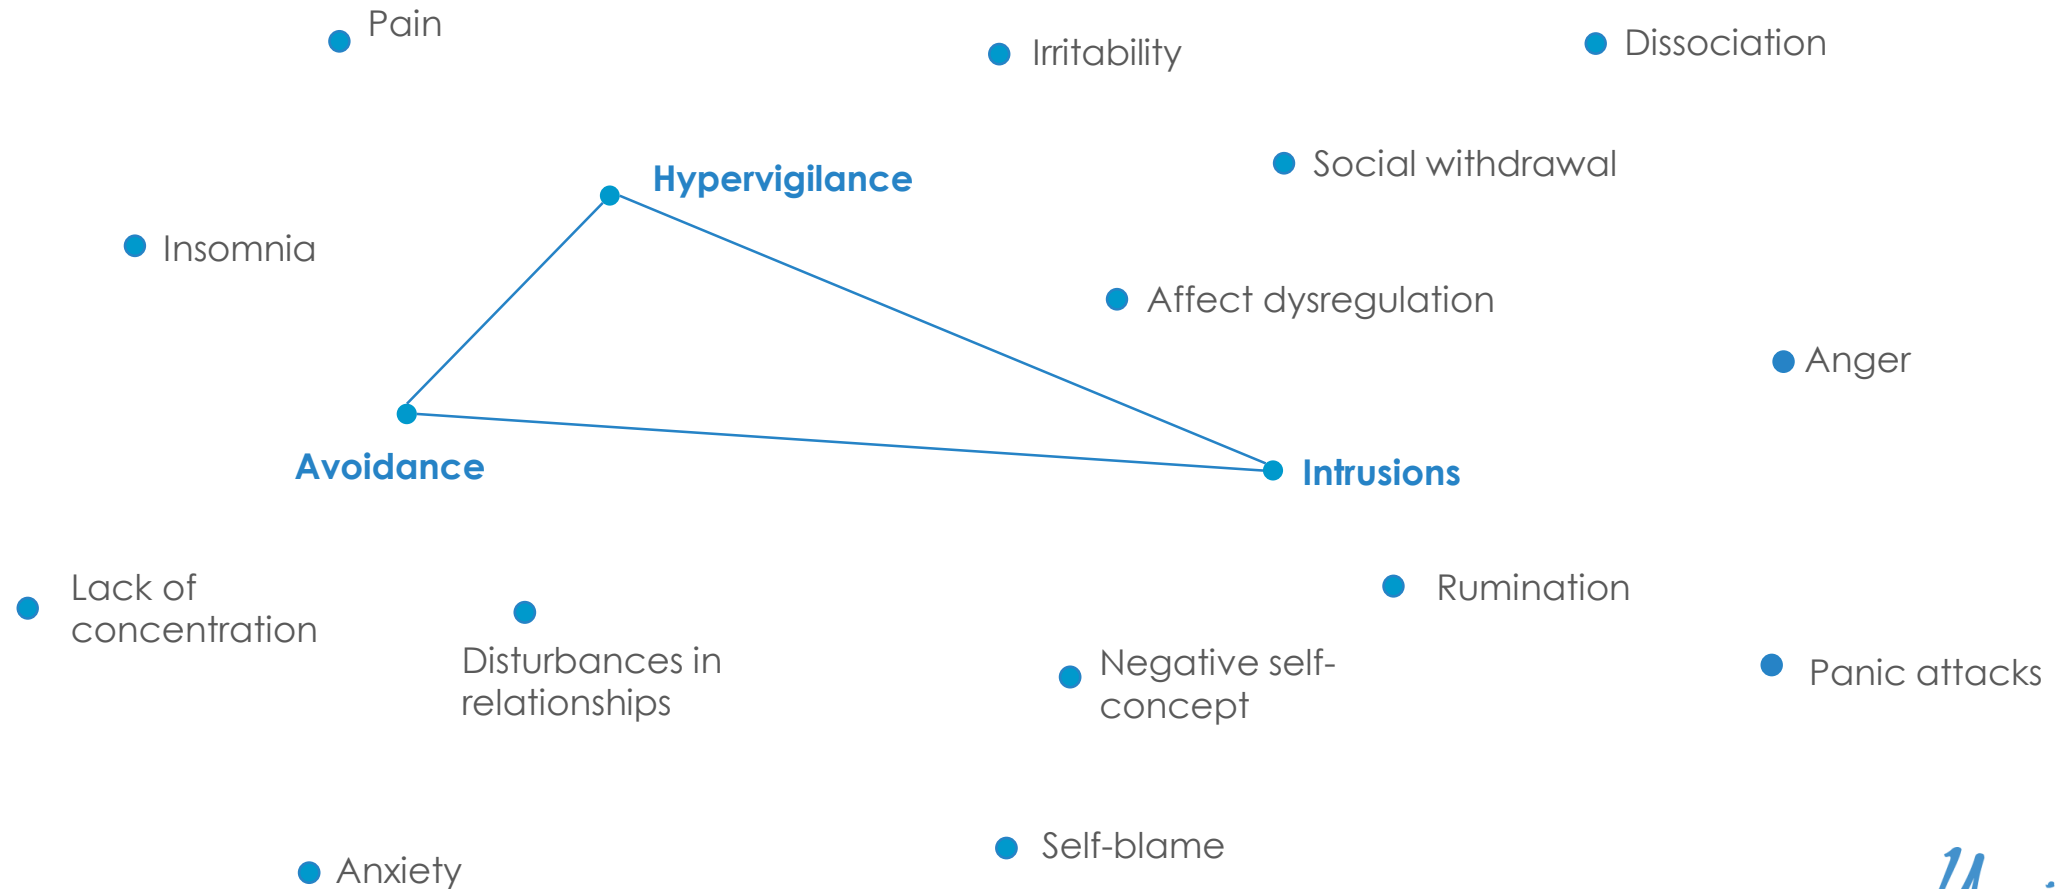 Pain
Irritability
Dissociation
Social withdrawal
Hypervigilance
Insomnia
Affect dysregulation
Anger
Avoidance
Intrusions
Lack of
concentration
Disturbances in
relationships
Rumination
Negative self-
concept
Panic attacks
Self-blame
Anxiety